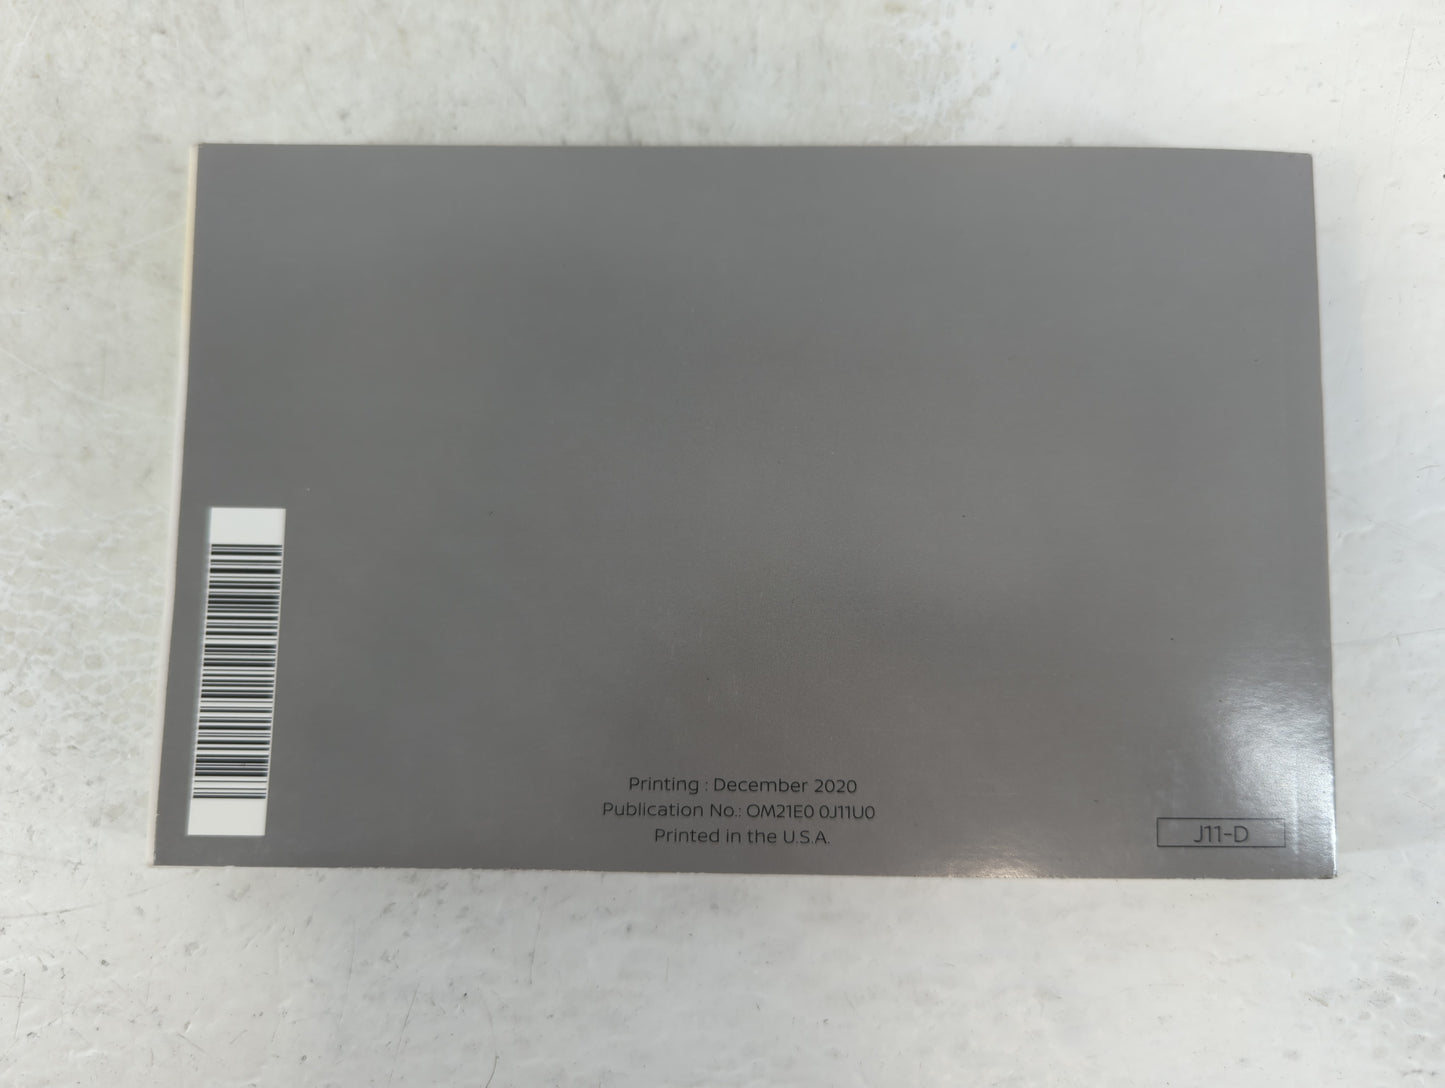 Printing : December 2020
Publication No.: OM21E0 0J11U0
Printed in the U.S.A.
J11-D